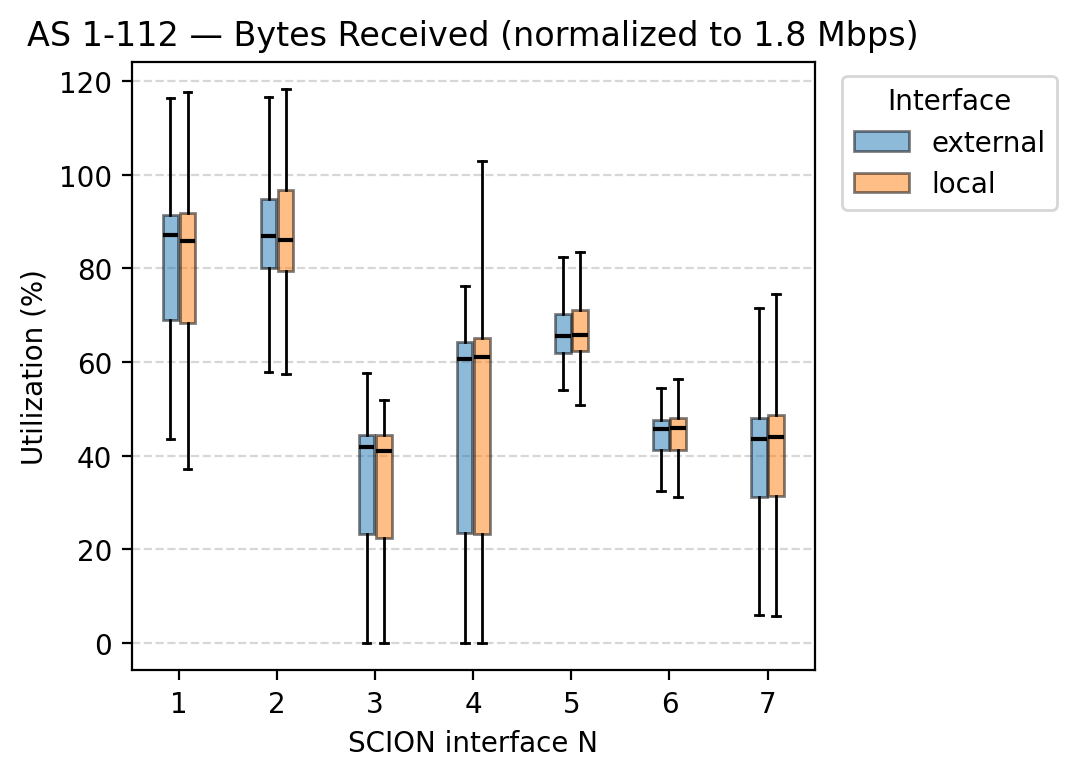 AS 1-112 — Bytes Received (normalized to 1.8 Mbps)
Interface
external
local
Utilization (%)
120
100
80
60
40
20
0
1 2 3 4 5 6 7
SCION interface N